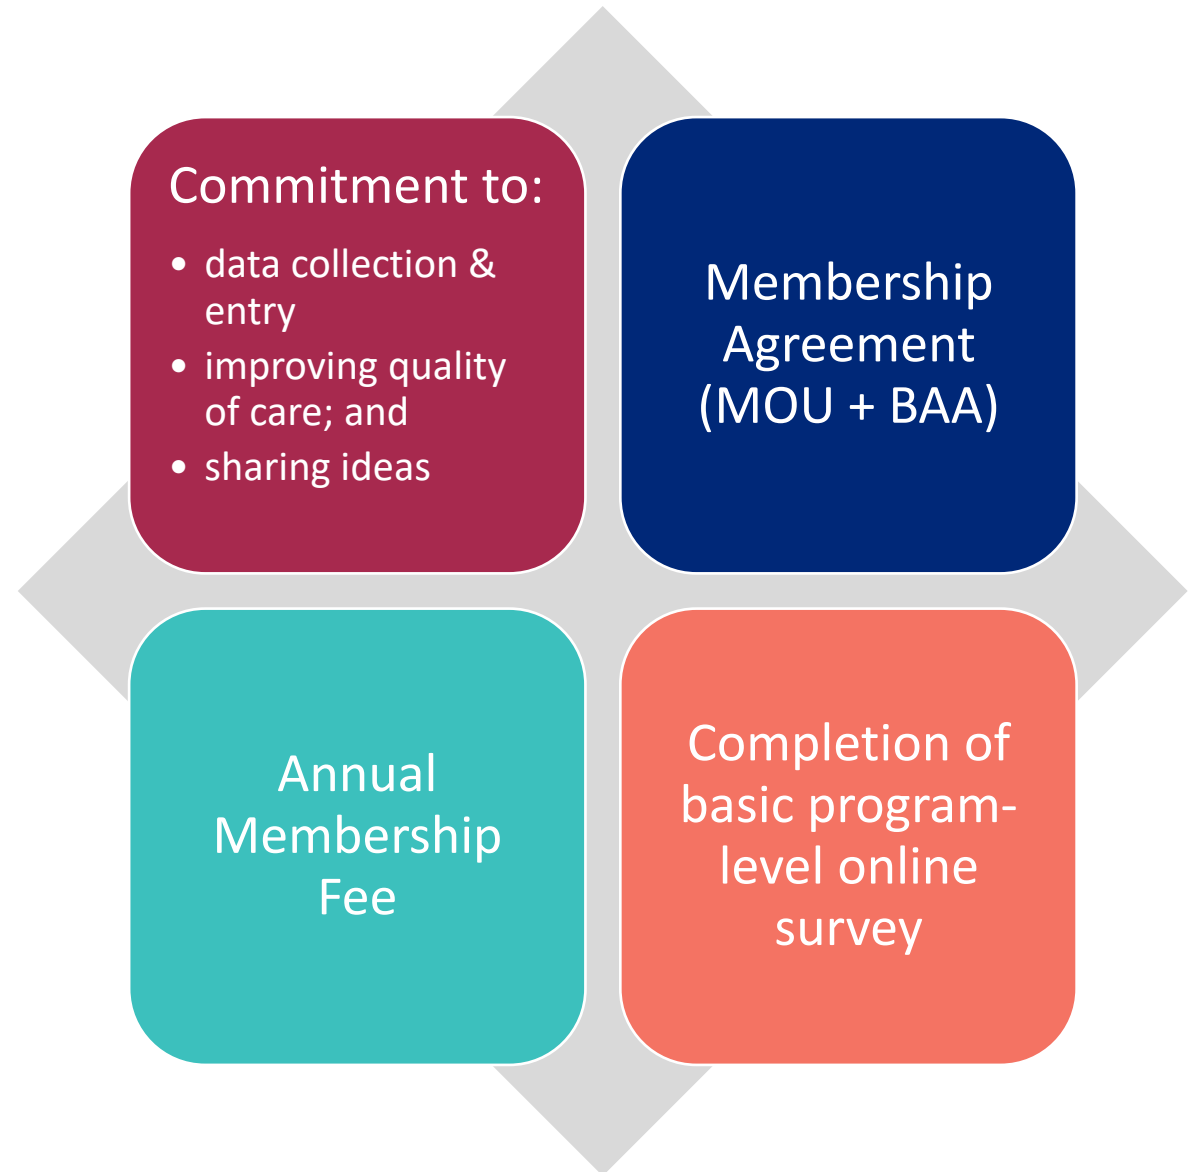 Commitment to:
• data collection &
entry
• improving quality
of care; and
• sharing ideas
Membership
Agreement
(MOU + BAA)
Annual
Membership
Fee
Completion of
basic program-
level online
survey